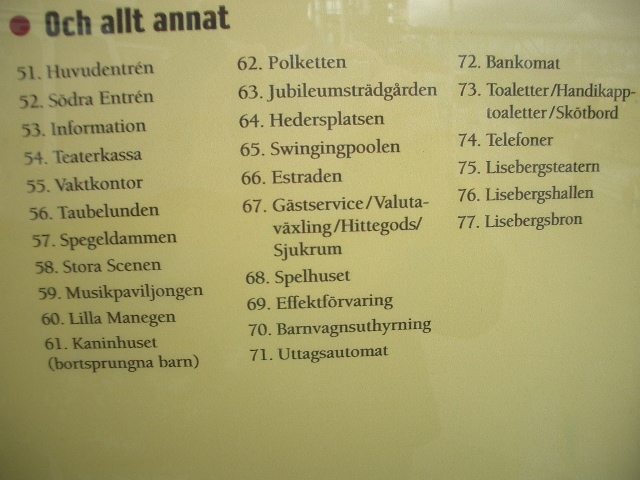 Och allt annat
51. Huvudentrén
52. Södra Entrén
53. Information
54. Teaterkassa
55. Vaktkontor
56. Taubelunden
57. Spegeldammen
58. Stora Scenen
59. Musikpaviljongen
60. Lilla Manegen
61. Kaninhuset
(bortsprungna barn)
62. Polketten
63. Jubileumsträdgården
64. Hedersplatsen
65. Swingingpoolen
66. Estraden
67. Gästservice/Valuta-
växling/Hittegods/
Sjukrum
68. Spelhuset
69. Effektförvaring
70. Barnvagnsuthyrning
71. Uttagsautomat
72. Bankomat
73. Toaletter/Handikapp-
toaletter/Skötbord
74. Telefoner
75. Lisebergsteatern
76. Lisebergshallen
77. Lisebergsbron